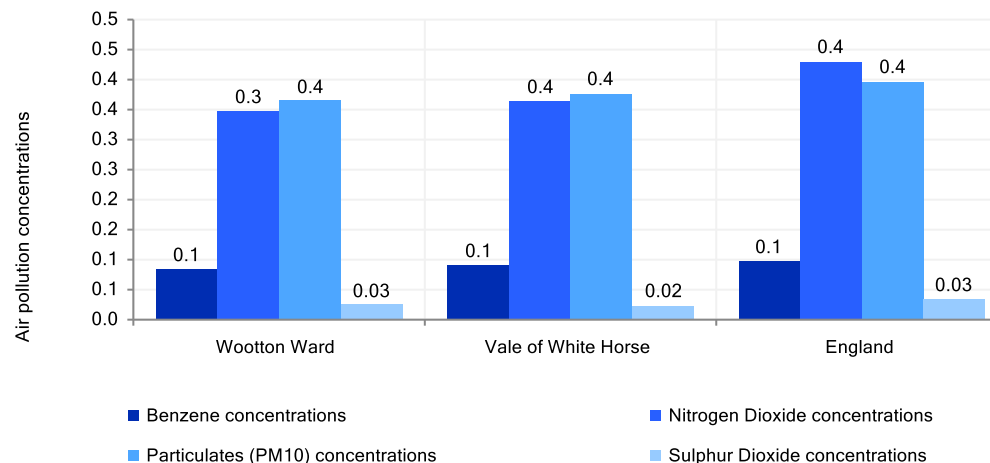 0.5
0.5
0.4
0.4
0.3
0.3
0.2
0.2
0.1
0.1
0.0
Air pollution concentrations
0.1
0.3
0.4
0.03
0.1
0.4
0.4
0.02
0.1
0.4
0.4
0.03
Wootton Ward
Vale of White Horse
England
Benzene concentrations
Nitrogen Dioxide concentrations
Particulates (PM10) concentrations
Sulphur Dioxide concentrations